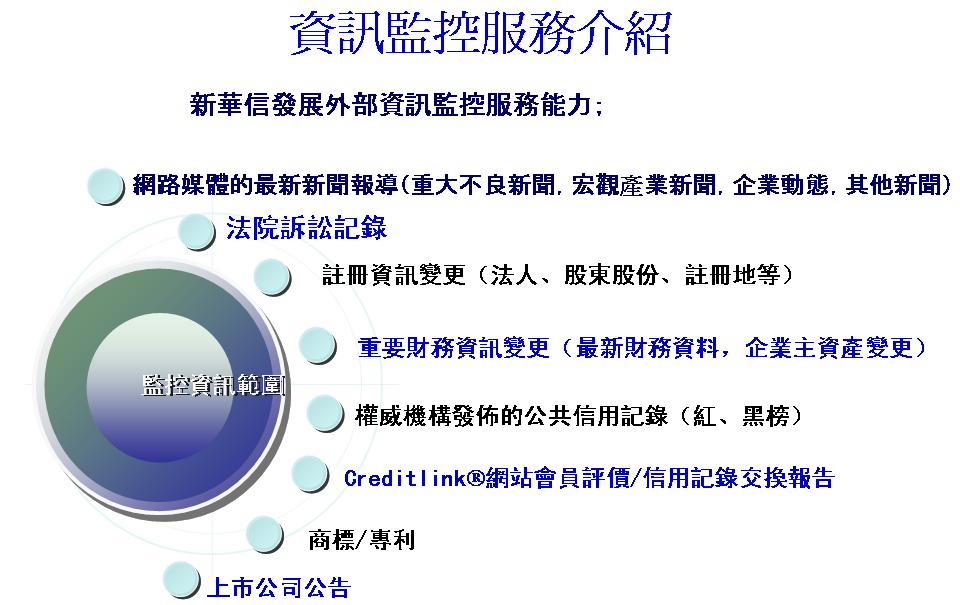 資訊監控服務介紹
新華信發展外部資訊監控服務能力;
網路媒體的最新新聞報導(重大不良新聞, 宏觀產業新聞, 企業動態, 其他新聞)
法院訴訟記錄
註冊資訊變更（法人、股東股份、註冊地等）
重要財務資訊變更（最新財務資料，企業主資產變更）
監控資訊範圍
權威機構發佈的公共信用記錄（紅、黑榜）
Creditlink®網站會員評價/信用記錄交換報告
商標/專利
上市公司公告